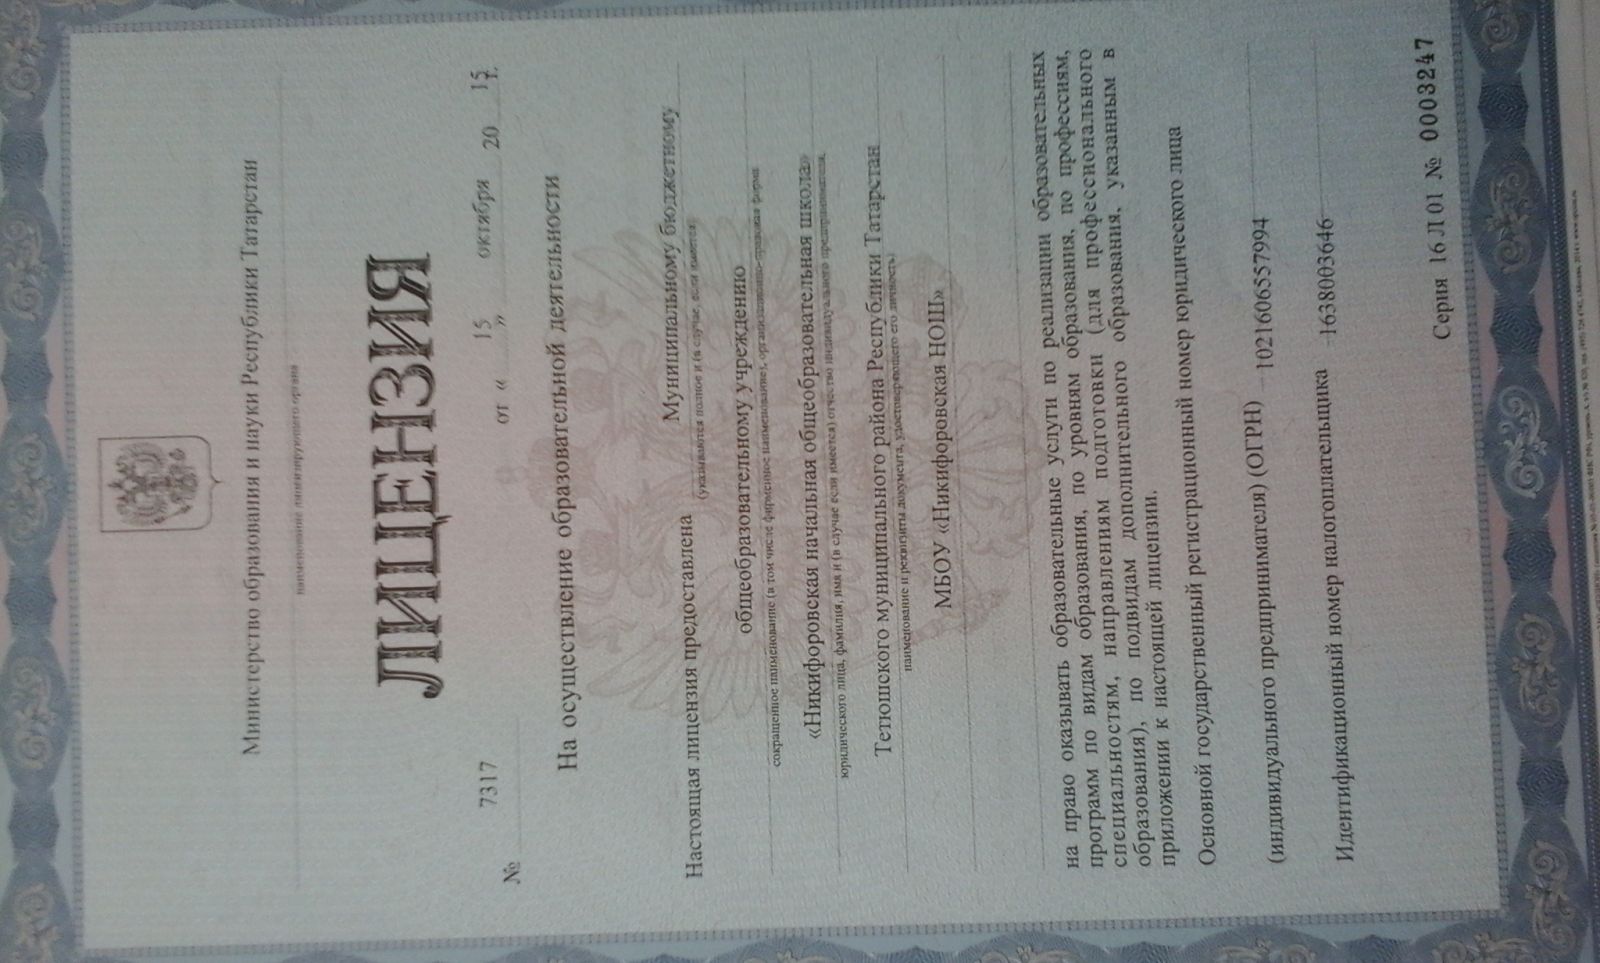 Министерство образования и науки Республики Татарстан
наименование лицензирующего органа
ЛИЦЕНЗИЯ
№ 7317 от « 15 » октября 20 15 г.
На осуществление образовательной деятельности
Настоящая лицензия предоставлена Муниципальному бюджетному
(указываются полное и (в случае, если имеется)
общеобразовательному учреждению
сокращенное наименование (в том числе фирменное наименование), организационно-правовая форма
«Никифоровская начальная общеобразовательная школа»
юридического лица, фамилия, имя и (в случае если имеется) отчество индивидуального предпринимателя,
Тетюшского муниципального района Республики Татарстан
наименование и реквизиты документа, удостоверяющего его личность)
МБОУ «Никифоровская НОШ»
на право оказывать образовательные услуги по реализации образовательных
программ по видам образования, по уровням образования, по профессиям,
специальностям, направлениям подготовки (для профессионального
образования), по подвидам дополнительного образования, указанным в
приложении к настоящей лицензии.
Основной государственный регистрационный номер юридического лица
(индивидуального предпринимателя) (ОГРН) 1021606557994
Идентификационный номер налогоплательщика 1638003646
Серия 16 Л 01 № 0003247